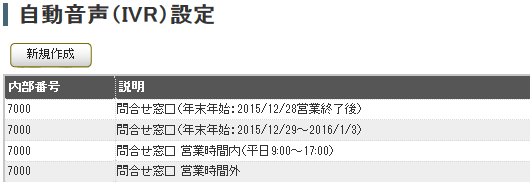 自動音声(IVR)設定
新規作成
内部番号 説明
7000 問合せ窓口(年末年始:2015/12/28営業終了後)
7000 問合せ窓口(年末年始:2015/12/29～2016/1/3)
7000 問合せ窓口 営業時間内(平日9:00～17:00)
7000 問合せ窓口 営業時間外